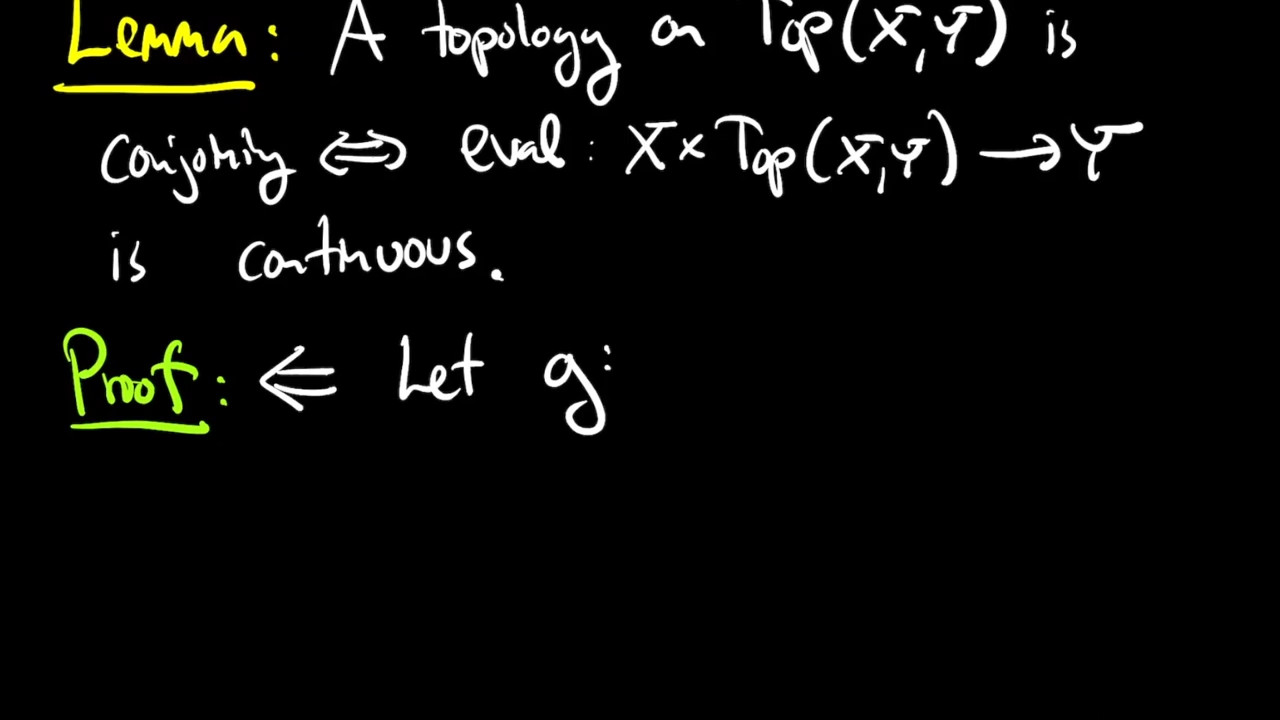 Lemma: A topology on Top(X,Y) is
conjoining ⇔ eval: X × Top(X,Y) → Y
is continuous.
Proof: ⇐ Let g: